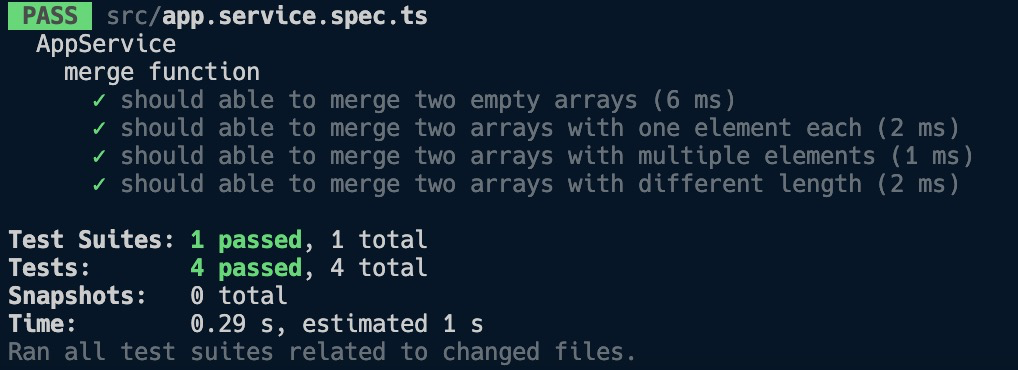 PASS src/app.service.spec.ts
AppService
merge function
✓ should able to merge two empty arrays (6 ms)
✓ should able to merge two arrays with one element each (2 ms)
✓ should able to merge two arrays with multiple elements (1 ms)
✓ should able to merge two arrays with different length (2 ms)
Test Suites: 1 passed, 1 total
Tests: 4 passed, 4 total
Snapshots: 0 total
Time: 0.29 s, estimated 1 s
Ran all test suites related to changed files.